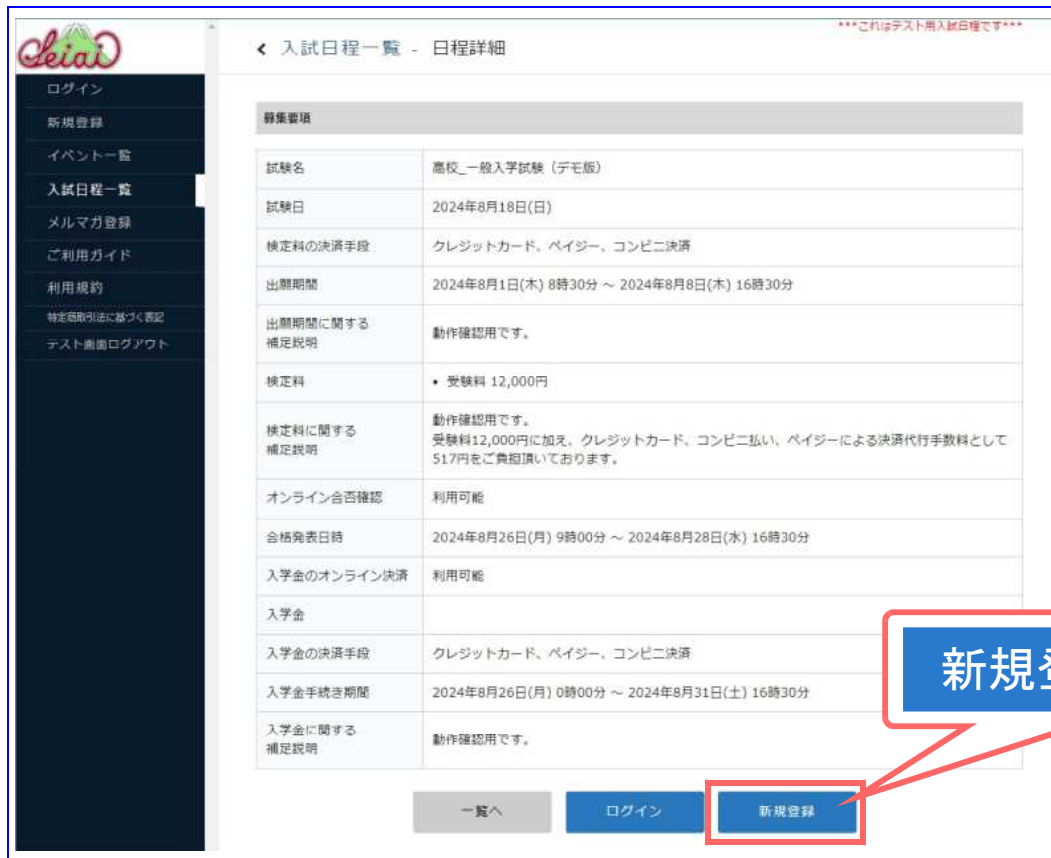 ***これはテスト用入試日程です***
Seiai
入試日程一覧 - 日程詳細
ログイン
新規登録
イベント一覧
入試日程一覧
メルマガ登録
ご利用ガイド
利用規約
特定商取引法に基づく表記
テスト画面ログアウト
募集要項
試験名 高校_一般入学試験（デモ版）
試験日 2024年8月18日(日)
検定料の決済手段 クレジットカード、ペイジー、コンビニ決済
出願期間 2024年8月1日(木) 8時30分 ～ 2024年8月8日(木) 16時30分
出願期間に関する
補足説明
動作確認用です。
検定料 • 受験料 12,000円
検定料に関する
補足説明
動作確認用です。
受験料12,000円に加え、クレジットカード、コンビニ払い、ペイジーによる決済代行手数料として
517円をご負担頂いております。
オンライン合否確認 利用可能
合格発表日時 2024年8月26日(月) 9時00分 ～ 2024年8月28日(水) 16時30分
入学金のオンライン決済 利用可能
入学金
入学金の決済手段 クレジットカード、ペイジー、コンビニ決済
入学金手続き期間 2024年8月26日(月) 0時00分 ～ 2024年8月31日(土) 16時30分
入学金に関する
補足説明
動作確認用です。
新規
一覧へ ログイン 新規登録